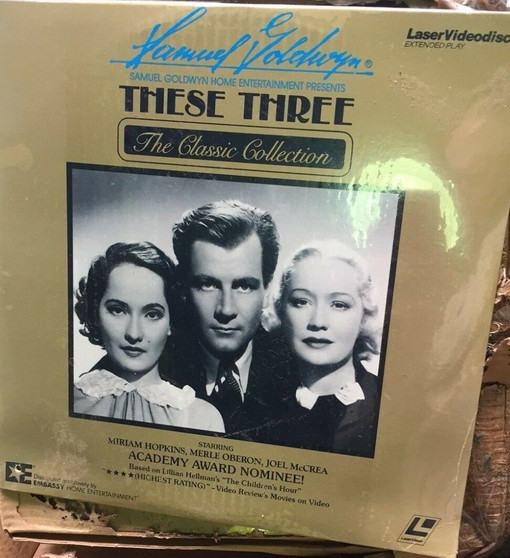 LaserVideodisc
EXTENDED PLAY
Samuel Goldwyn®
SAMUEL GOLDWYN HOME ENTERTAINMENT PRESENTS
THESE THREE
The Classic Collection
STARRING
MIRIAM HOPKINS, MERLE OBERON, JOEL McCREA
ACADEMY AWARD NOMINEE!
Based on Lillian Hellman's "The Children's Hour"
"★★★★(HIGHEST RATING)"-Video Review's Movies on Video
by
EMBASSY HOME ENTERTAINMENT